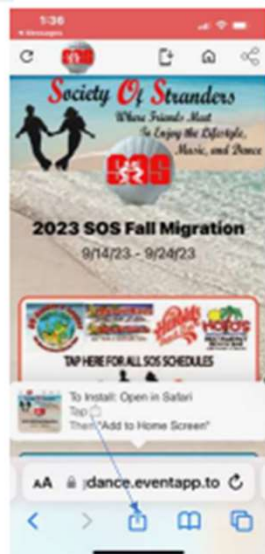 1:36
Messages
SOS
Society Of Stranders
Where Friends Meet
To Enjoy the Lifestyle,
Music, and Dance
SOS
2023 SOS Fall Migration
9/14/23 - 9/24/23
HOTO'S
TAP HERE FOR ALL SOS SCHEDULES
To Install: Open in Safari
Tap
Then "Add to Home Screen"
AA dance.eventapp.to